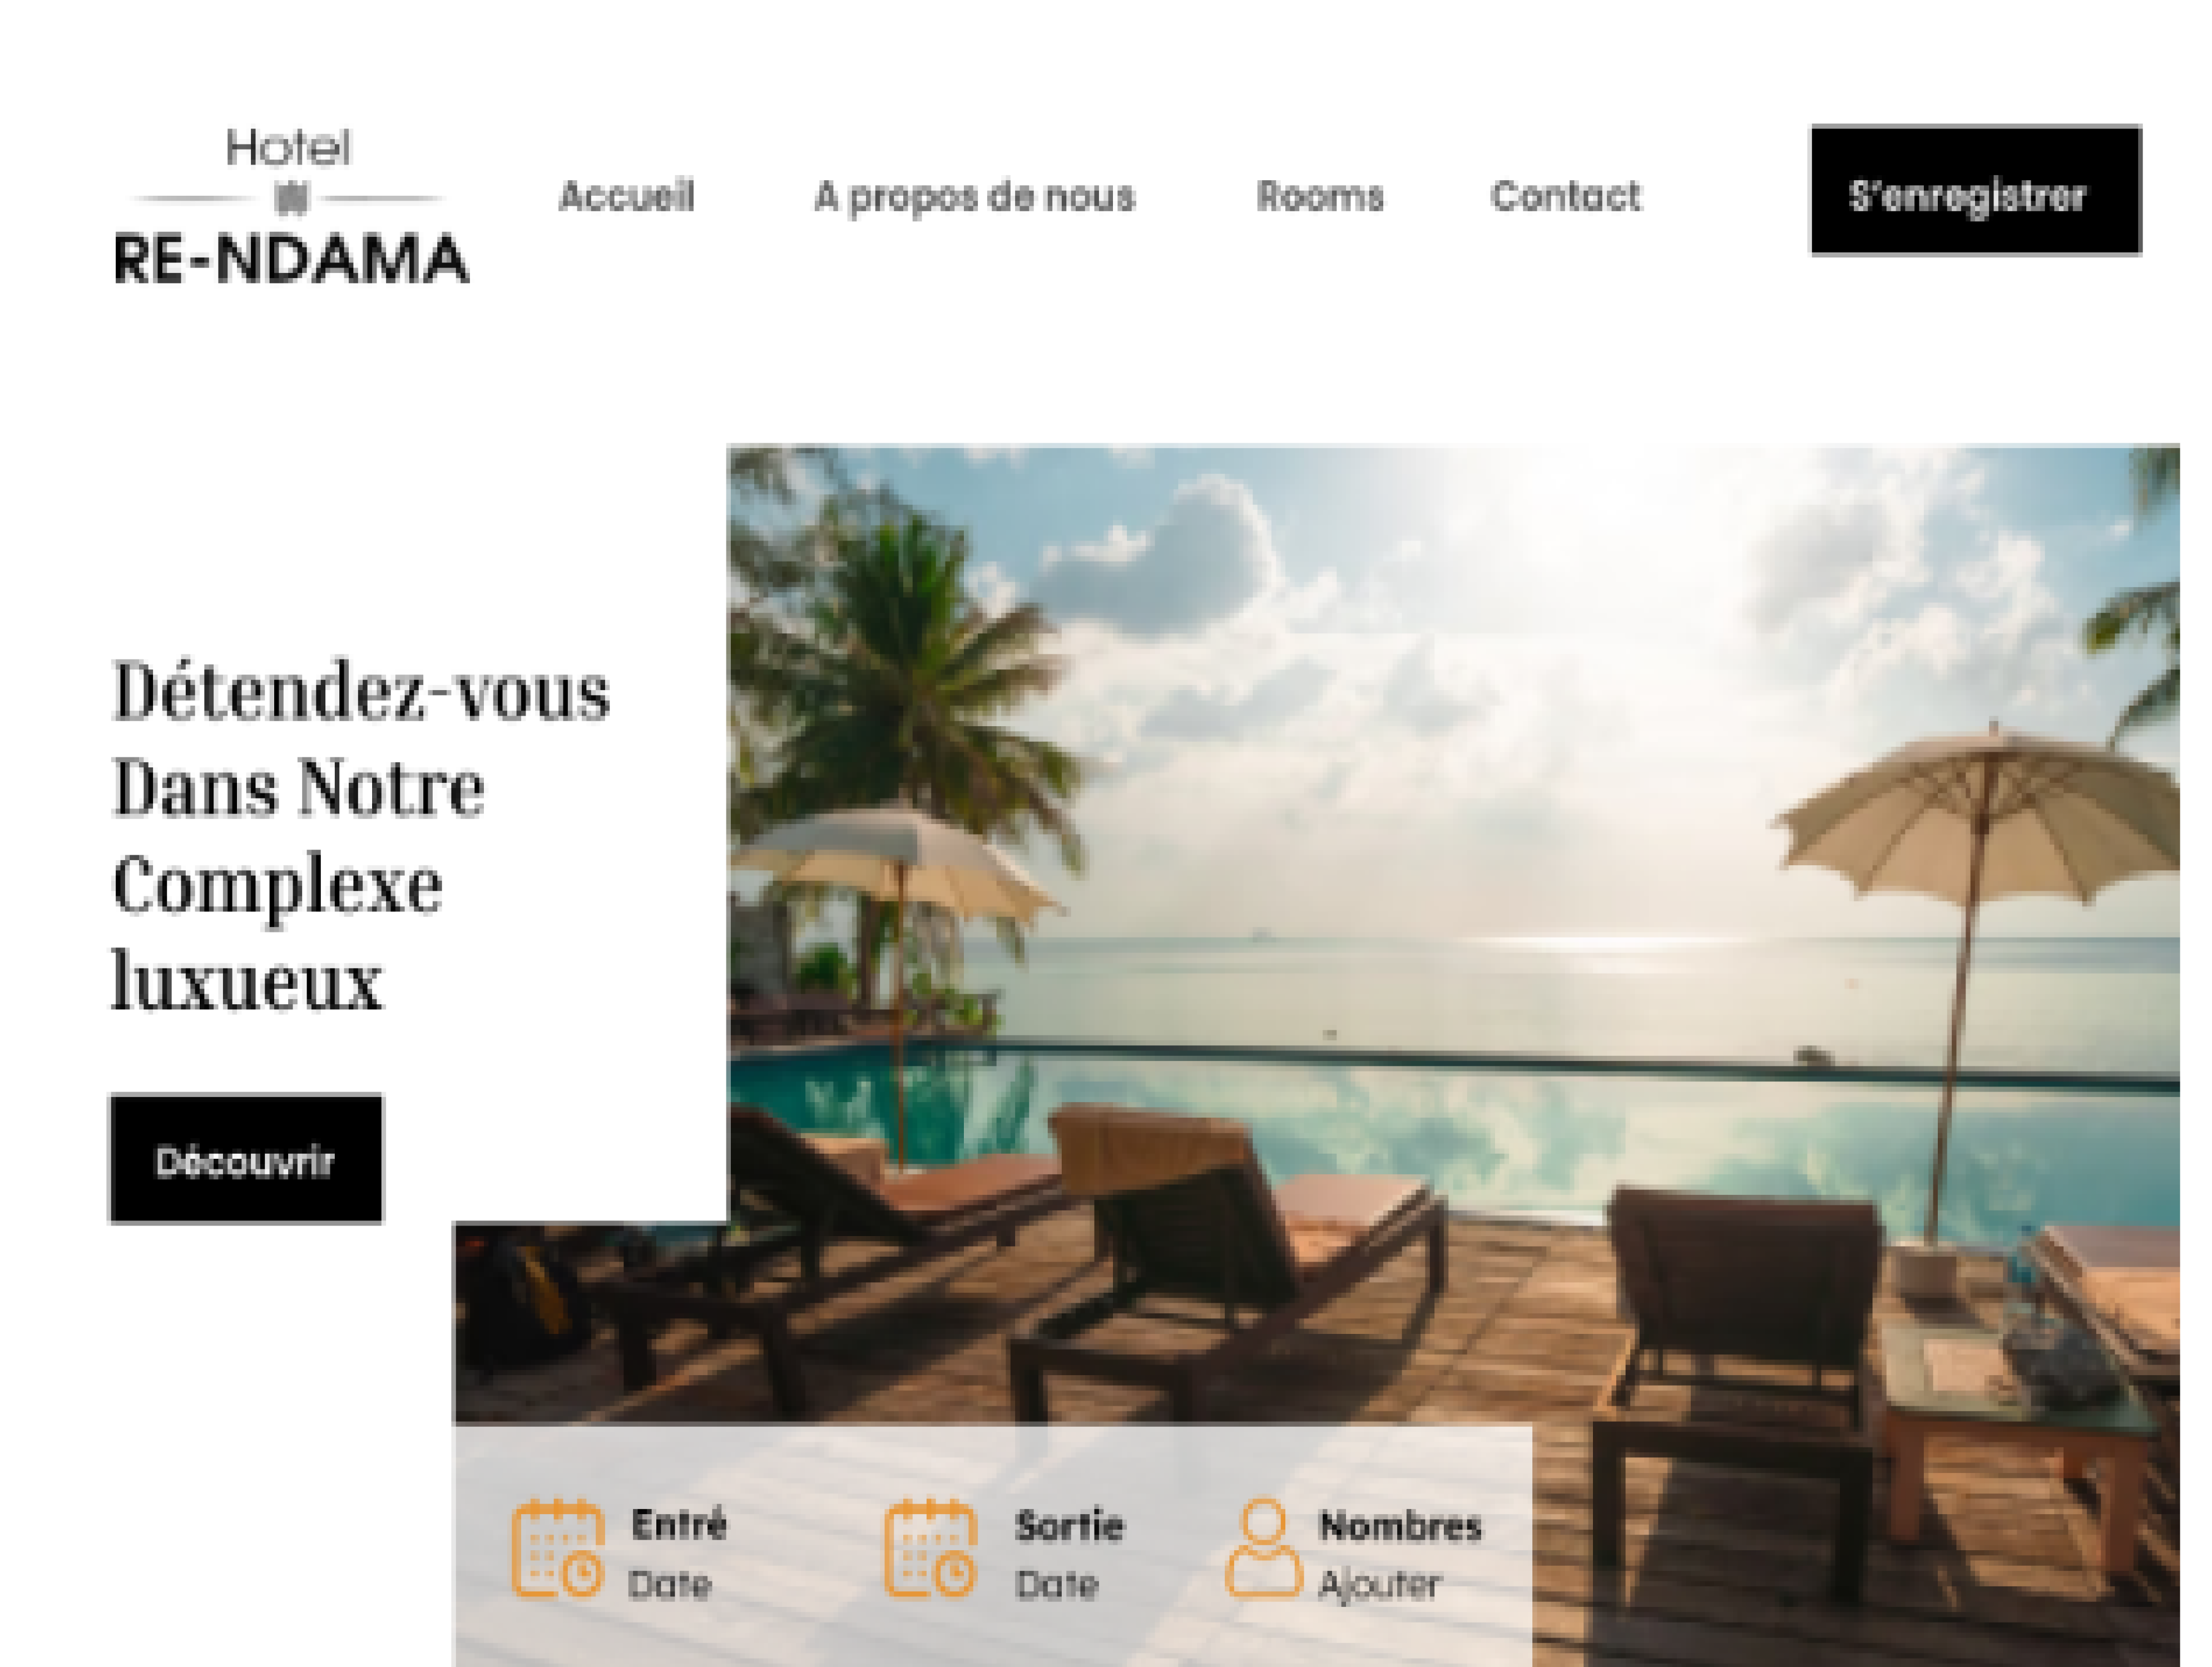 Hotel
RE-NDAMA
Accueil
A propos de nous
Rooms
Contact
S'enregistrer
Détendez-vous
Dans Notre
Complexe
luxueux
Découvrir
Entré
Date
Sortie
Date
Nombres
Ajouter